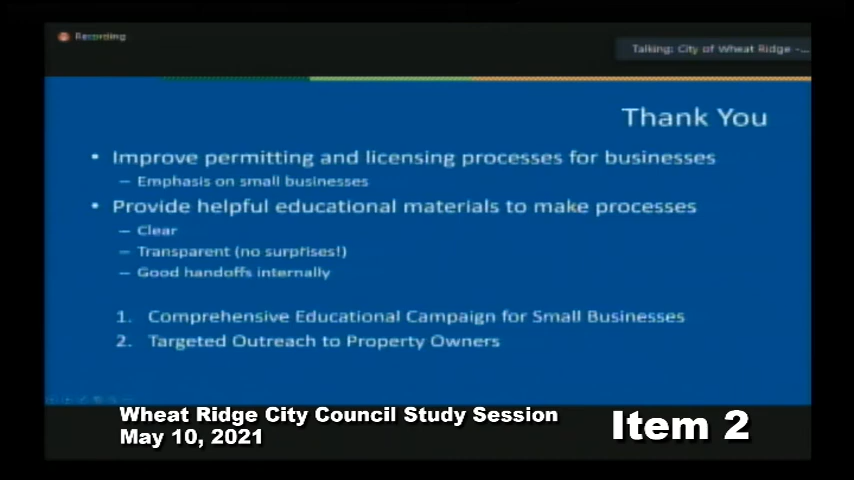 Recording
Talking: City of Wheat Ridge -...
Thank You
• Improve permitting and licensing processes for businesses
– Emphasis on small businesses
• Provide helpful educational materials to make processes
– Clear
– Transparent (no surprises!)
– Good handoffs internally
1. Comprehensive Educational Campaign for Small Businesses
2. Targeted Outreach to Property Owners
Wheat Ridge City Council Study Session
May 10, 2021
Item 2